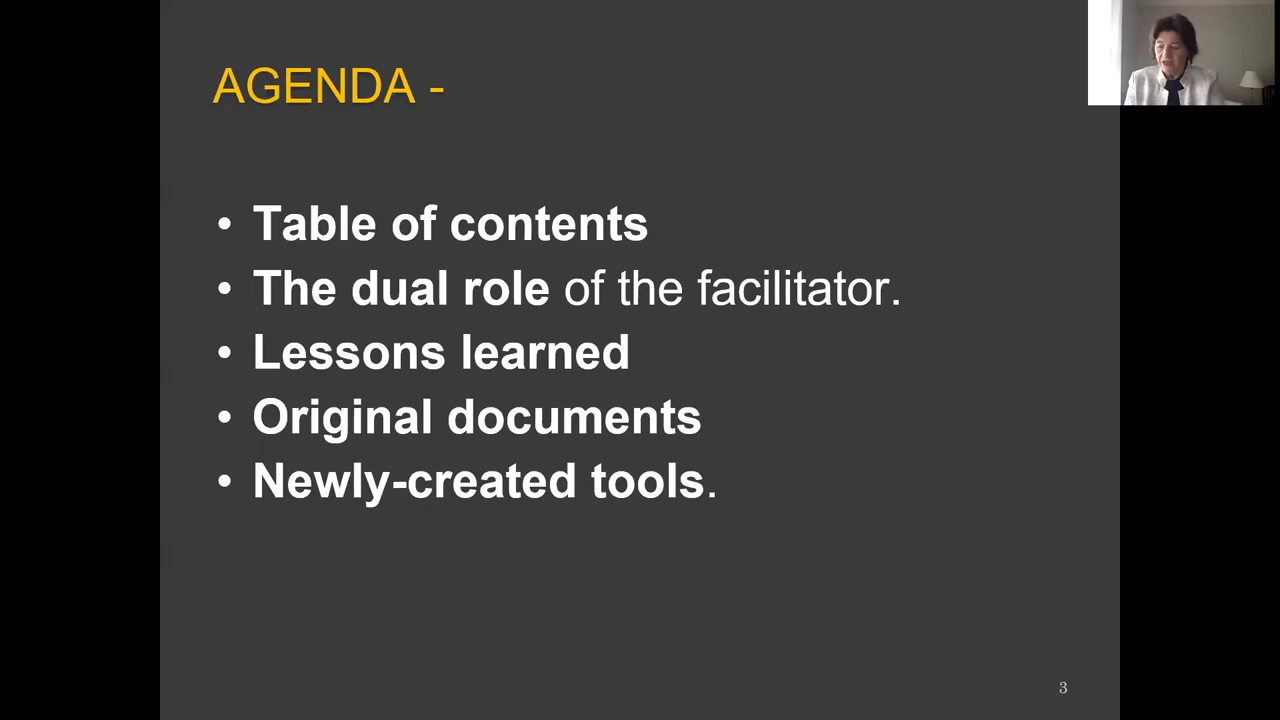 AGENDA -
• Table of contents
• The dual role of the facilitator.
• Lessons learned
• Original documents
• Newly-created tools.
3